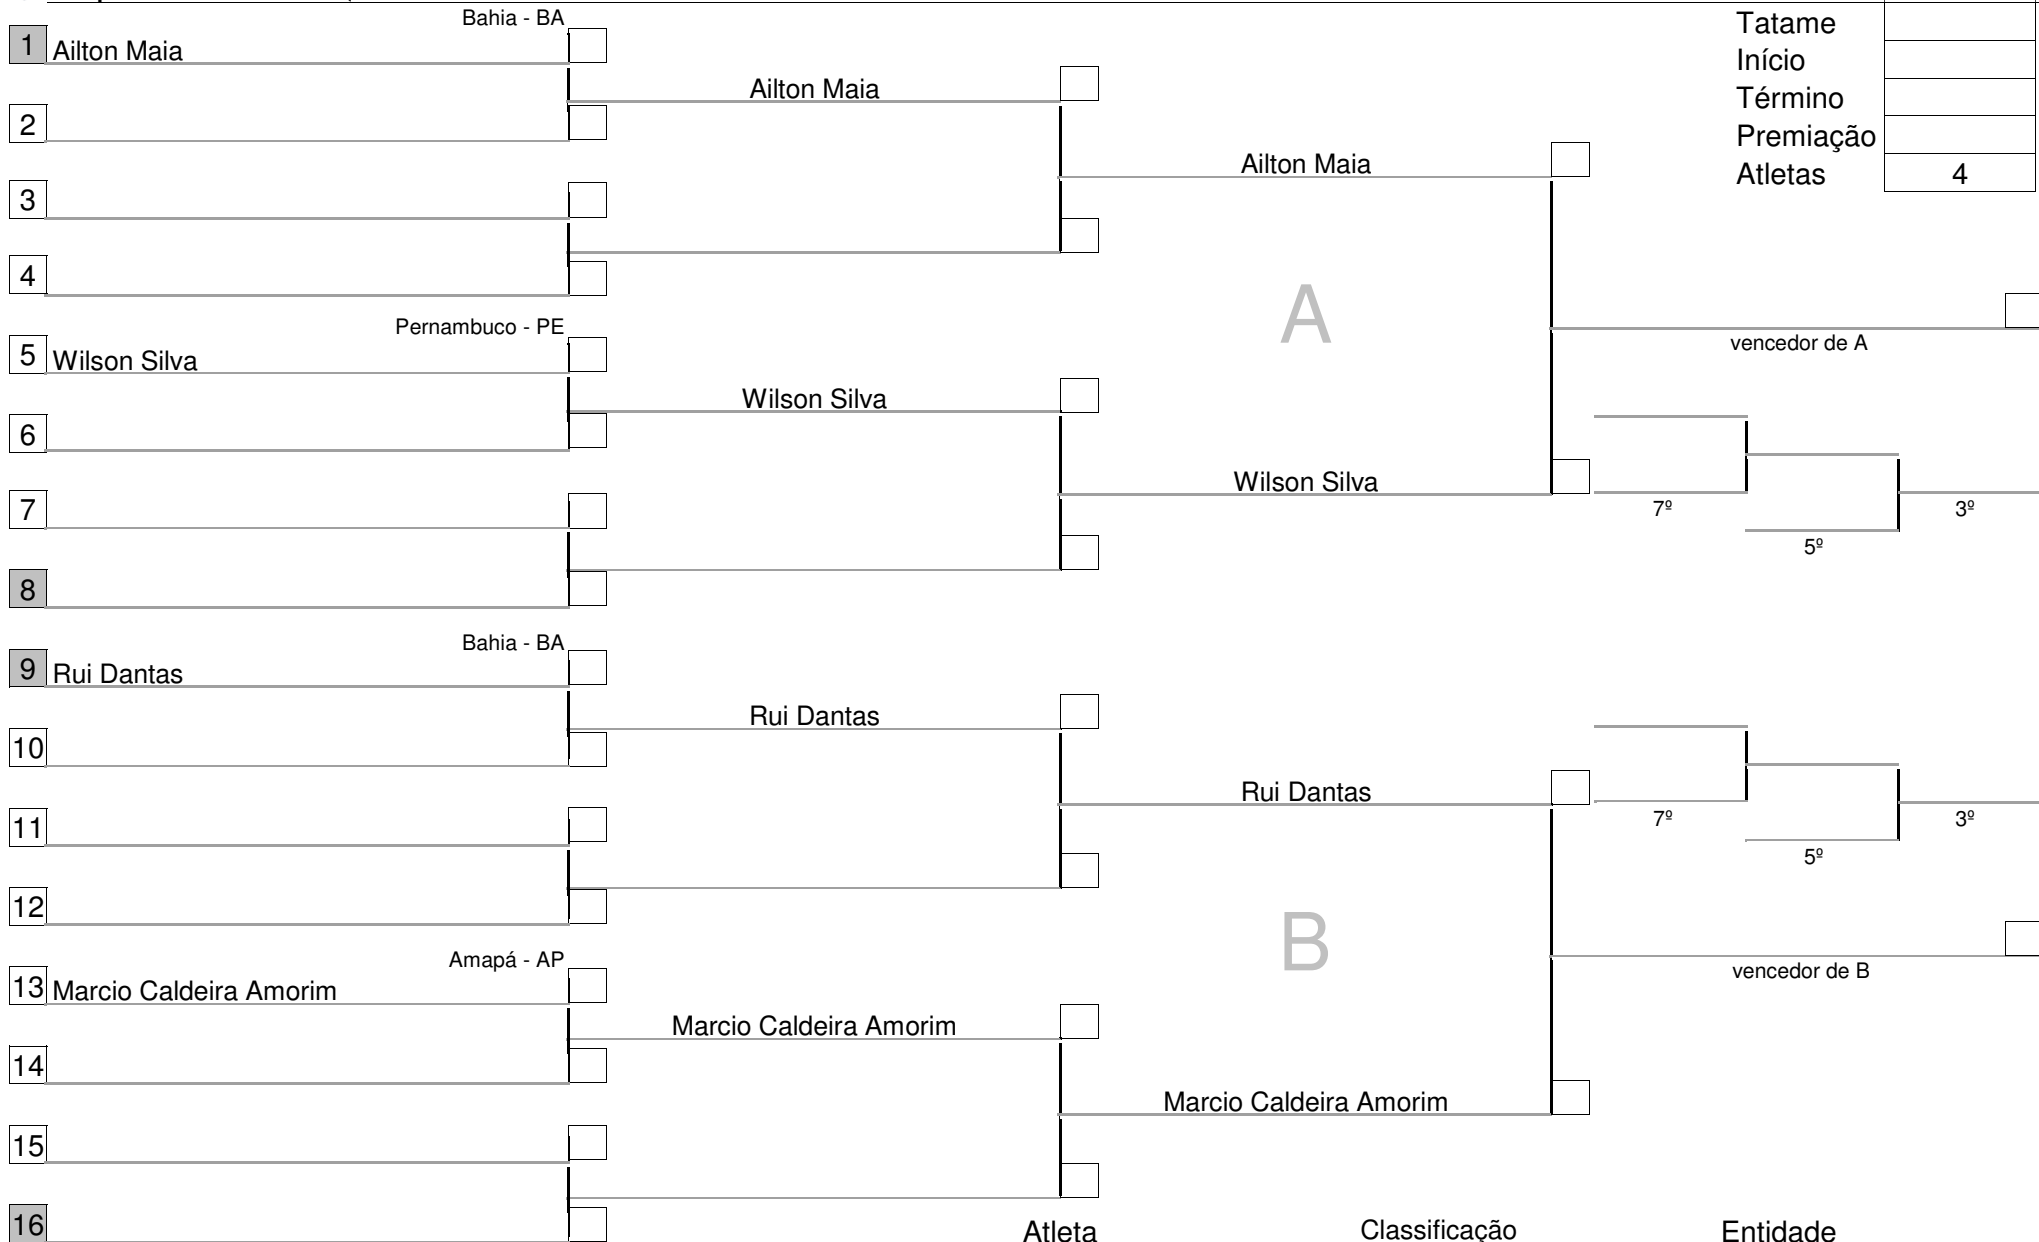 Bahia - BA
1 Ailton Maia
Tatame
Início
Ailton Maia
Término
2
Premiação
Ailton Maia
Atletas 4
3
4
A
Pernambuco - PE
vencedor de A
5 Wilson Silva
Wilson Silva
6
Wilson Silva
7
7º
3º
5º
8
Bahia - BA
9 Rui Dantas
Rui Dantas
10
Rui Dantas
11
7º
3º
5º
12
B
Amapá - AP
vencedor de B
13 Marcio Caldeira Amorim
Marcio Caldeira Amorim
14
Marcio Caldeira Amorim
15
16
Atleta Classificação Entidade